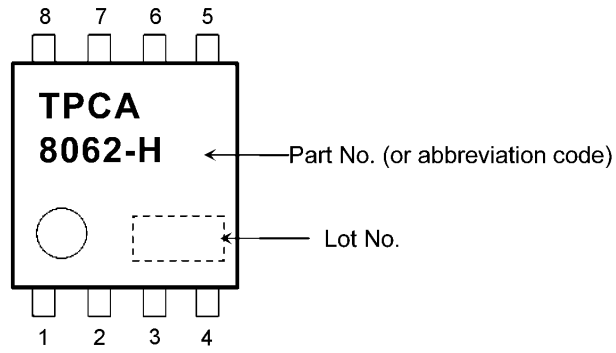 8 7 6 5
TPCA
8062-H
Part No. (or abbreviation code)
Lot No.
1 2 3 4